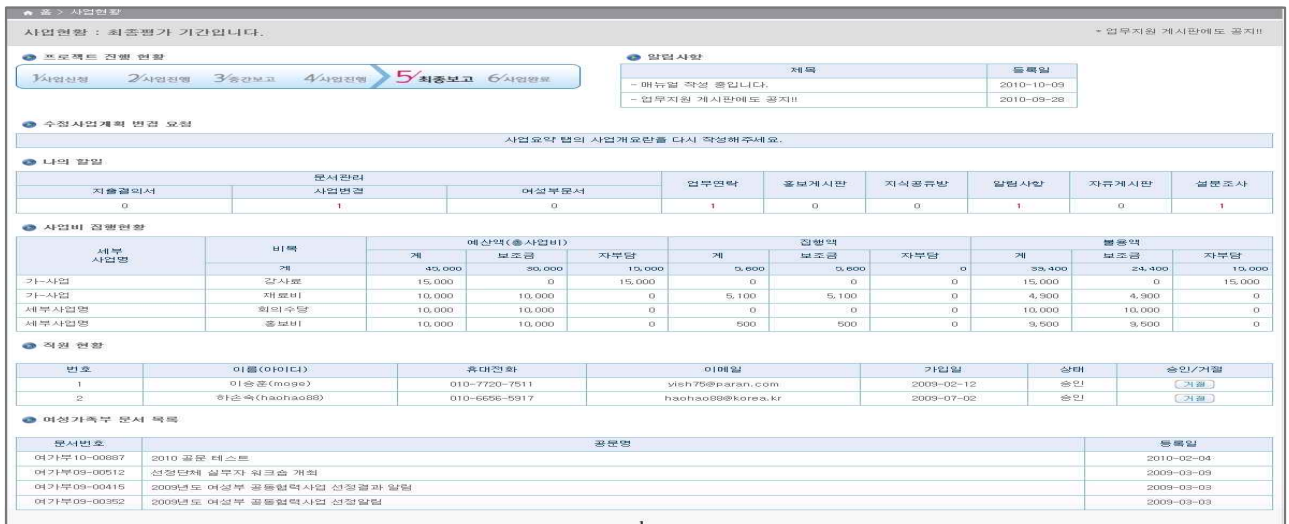 홈 > 사업현황
사업현황 : 최종평가 기간입니다.
- 업무지원 게시판에도 공지!!
프로젝트 진행 현황
1/사업신청 2/사업진행 3/중간보고 4/사업진행 5/최종보고 6/사업완료
알림사항
제목 등록일
- 매뉴얼 작성 중입니다. 2010-10-09
- 업무지원 게시판에도 공지!! 2010-09-28
수정사업계획 변경 요청
사업요약 탭의 사업개요란을 다시 작성해주세요.
나의 할일
문서관리 업무연락 홍보게시판 지식공유방 알림사항 자유게시판 설문조사
지출결의서 사업변경 여성부문서
0 1 0 1 0 0 1 0 1
사업비 집행현황
세부사업명 비목 예산액(총사업비) 집행액 불용액
계 보조금 자부담 계 보조금 자부담 계 보조금 자부담
계 45,000 30,000 15,000 5,600 5,600 0 39,400 24,400 15,000
가-사업 강사료 15,000 0 15,000 0 0 0 15,000 0 15,000
가-사업 재료비 10,000 10,000 0 5,100 5,100 0 4,900 4,900 0
세부사업명 회의수당 10,000 10,000 0 0 0 0 10,000 10,000 0
세부사업명 홍보비 10,000 10,000 0 500 500 0 9,500 9,500 0
직원 현황
번호 이름(아이디) 휴대전화 이메일 가입일 상태 승인/거절
1 이승훈(moge) 010-7720-7511 yish75@paran.com 2009-02-12 승인 거절
2 하손숙(haohao88) 010-6656-5917 haohao88@korea.kr 2009-07-02 승인 거절
여성가족부 문서 목록
문서번호 공문명 등록일
여가부10-00887 2010 공문 테스트 2010-02-04
여가부09-00512 선정단체 실무자 워크숍 개최 2009-03-09
여가부09-00415 2009년도 여성부 공동협력사업 선정결과 알림 2009-03-03
여가부09-00352 2009년도 여성부 공동협력사업 선정알림 2009-03-03